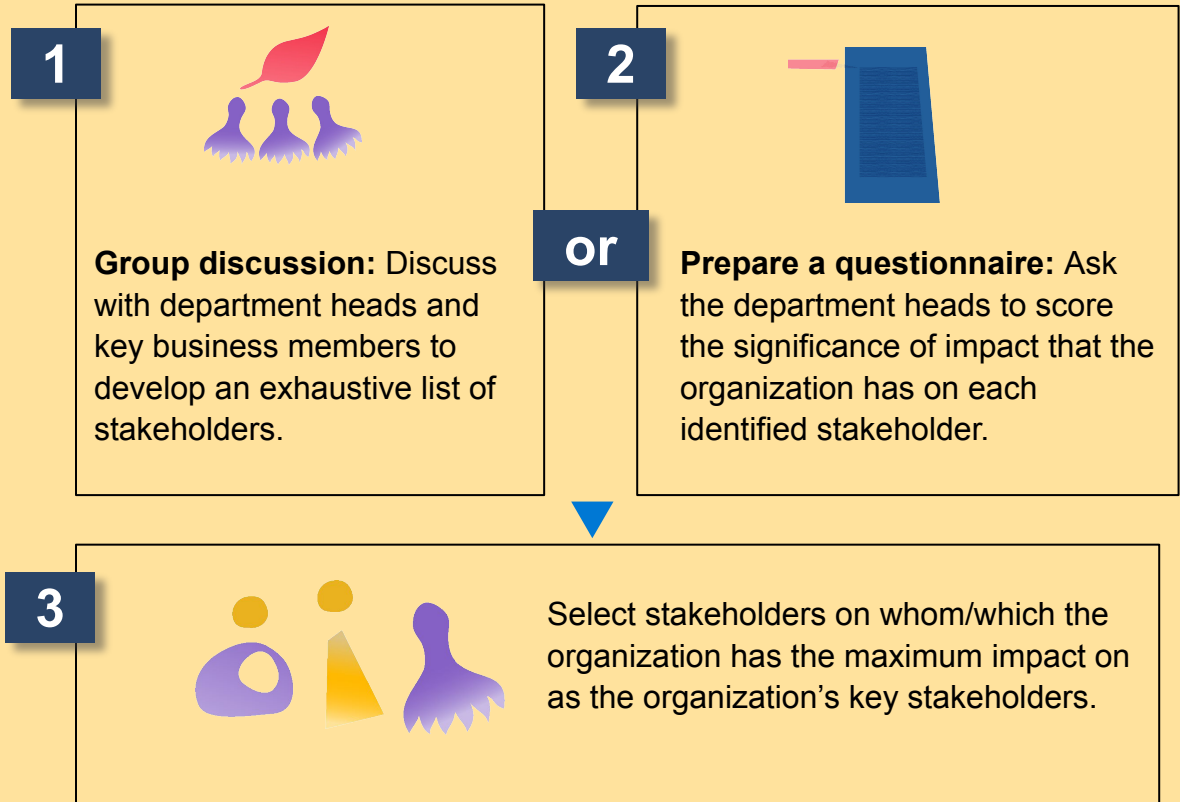 1
Group discussion: Discuss
with department heads and
key business members to
develop an exhaustive list of
stakeholders.
or
2
Prepare a questionnaire: Ask
the department heads to score
the significance of impact that the
organization has on each
identified stakeholder.
3
Select stakeholders on whom/which the
organization has the maximum impact on
as the organization’s key stakeholders.